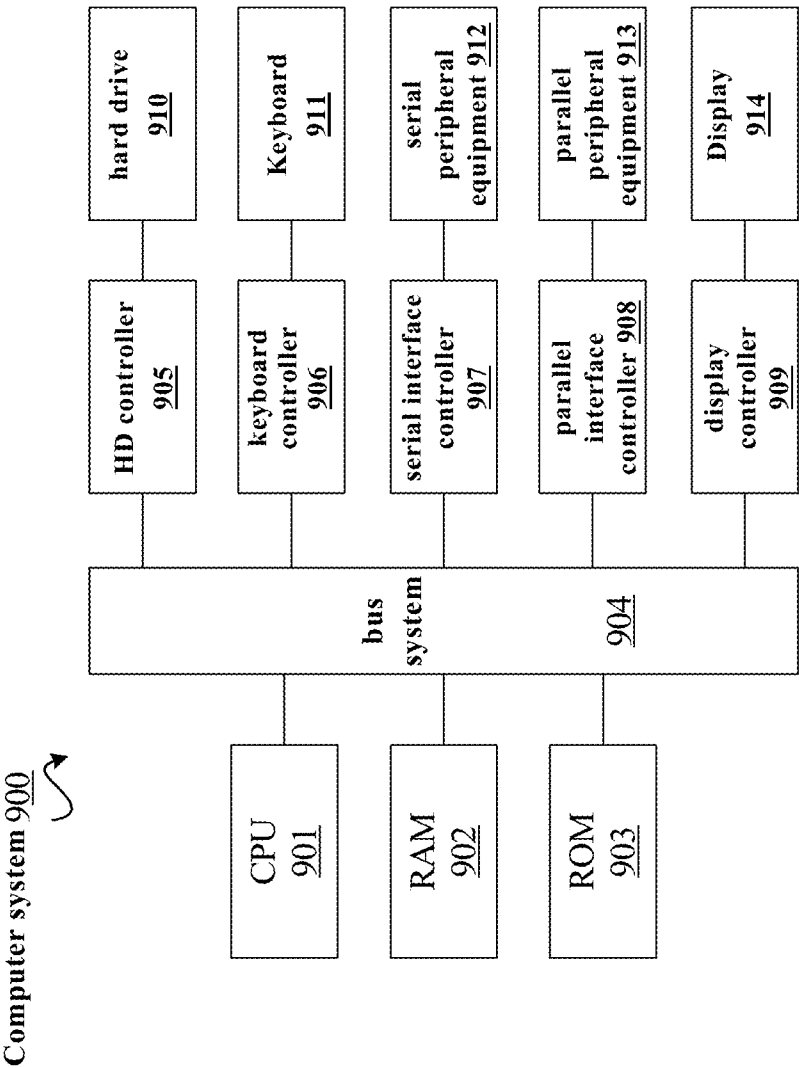 Computer system 900
CPU
901
RAM
902
ROM
903
bus
system
904
HD controller
905
keyboard
controller
906
serial interface
controller
907
parallel
interface
controller 908
display
controller
909
hard drive
910
Keyboard
911
serial
peripheral
equipment 912
parallel
peripheral
equipment 913
Display
914